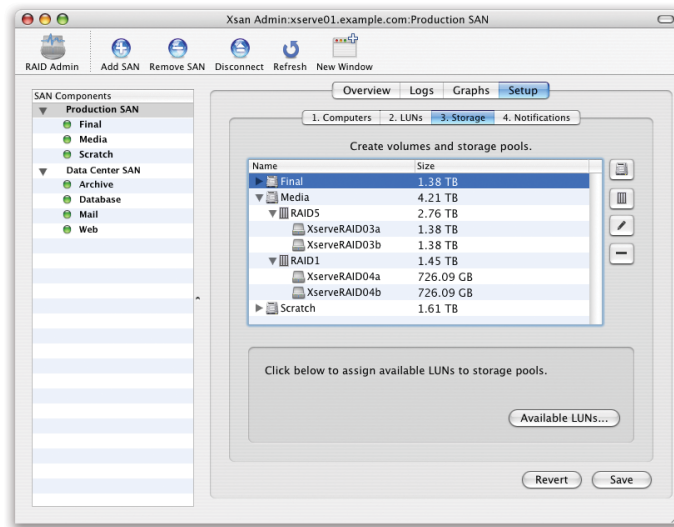 Xsan Admin:xserve01.example.com:Production SAN
RAID Admin Add SAN Remove SAN Disconnect Refresh New Window
SAN Components
Production SAN
Final
Media
Scratch
Data Center SAN
Archive
Database
Mail
Web
Overview Logs Graphs Setup
1. Computers 2. LUNs 3. Storage 4. Notifications
Create volumes and storage pools.
Name Size
Final 1.38 TB
Media 4.21 TB
RAID5 2.76 TB
XserveRAID03a 1.38 TB
XserveRAID03b 1.38 TB
RAID1 1.45 TB
XserveRAID04a 726.09 GB
XserveRAID04b 726.09 GB
Scratch 1.61 TB
Click below to assign available LUNs to storage pools.
Available LUNs...
Revert Save